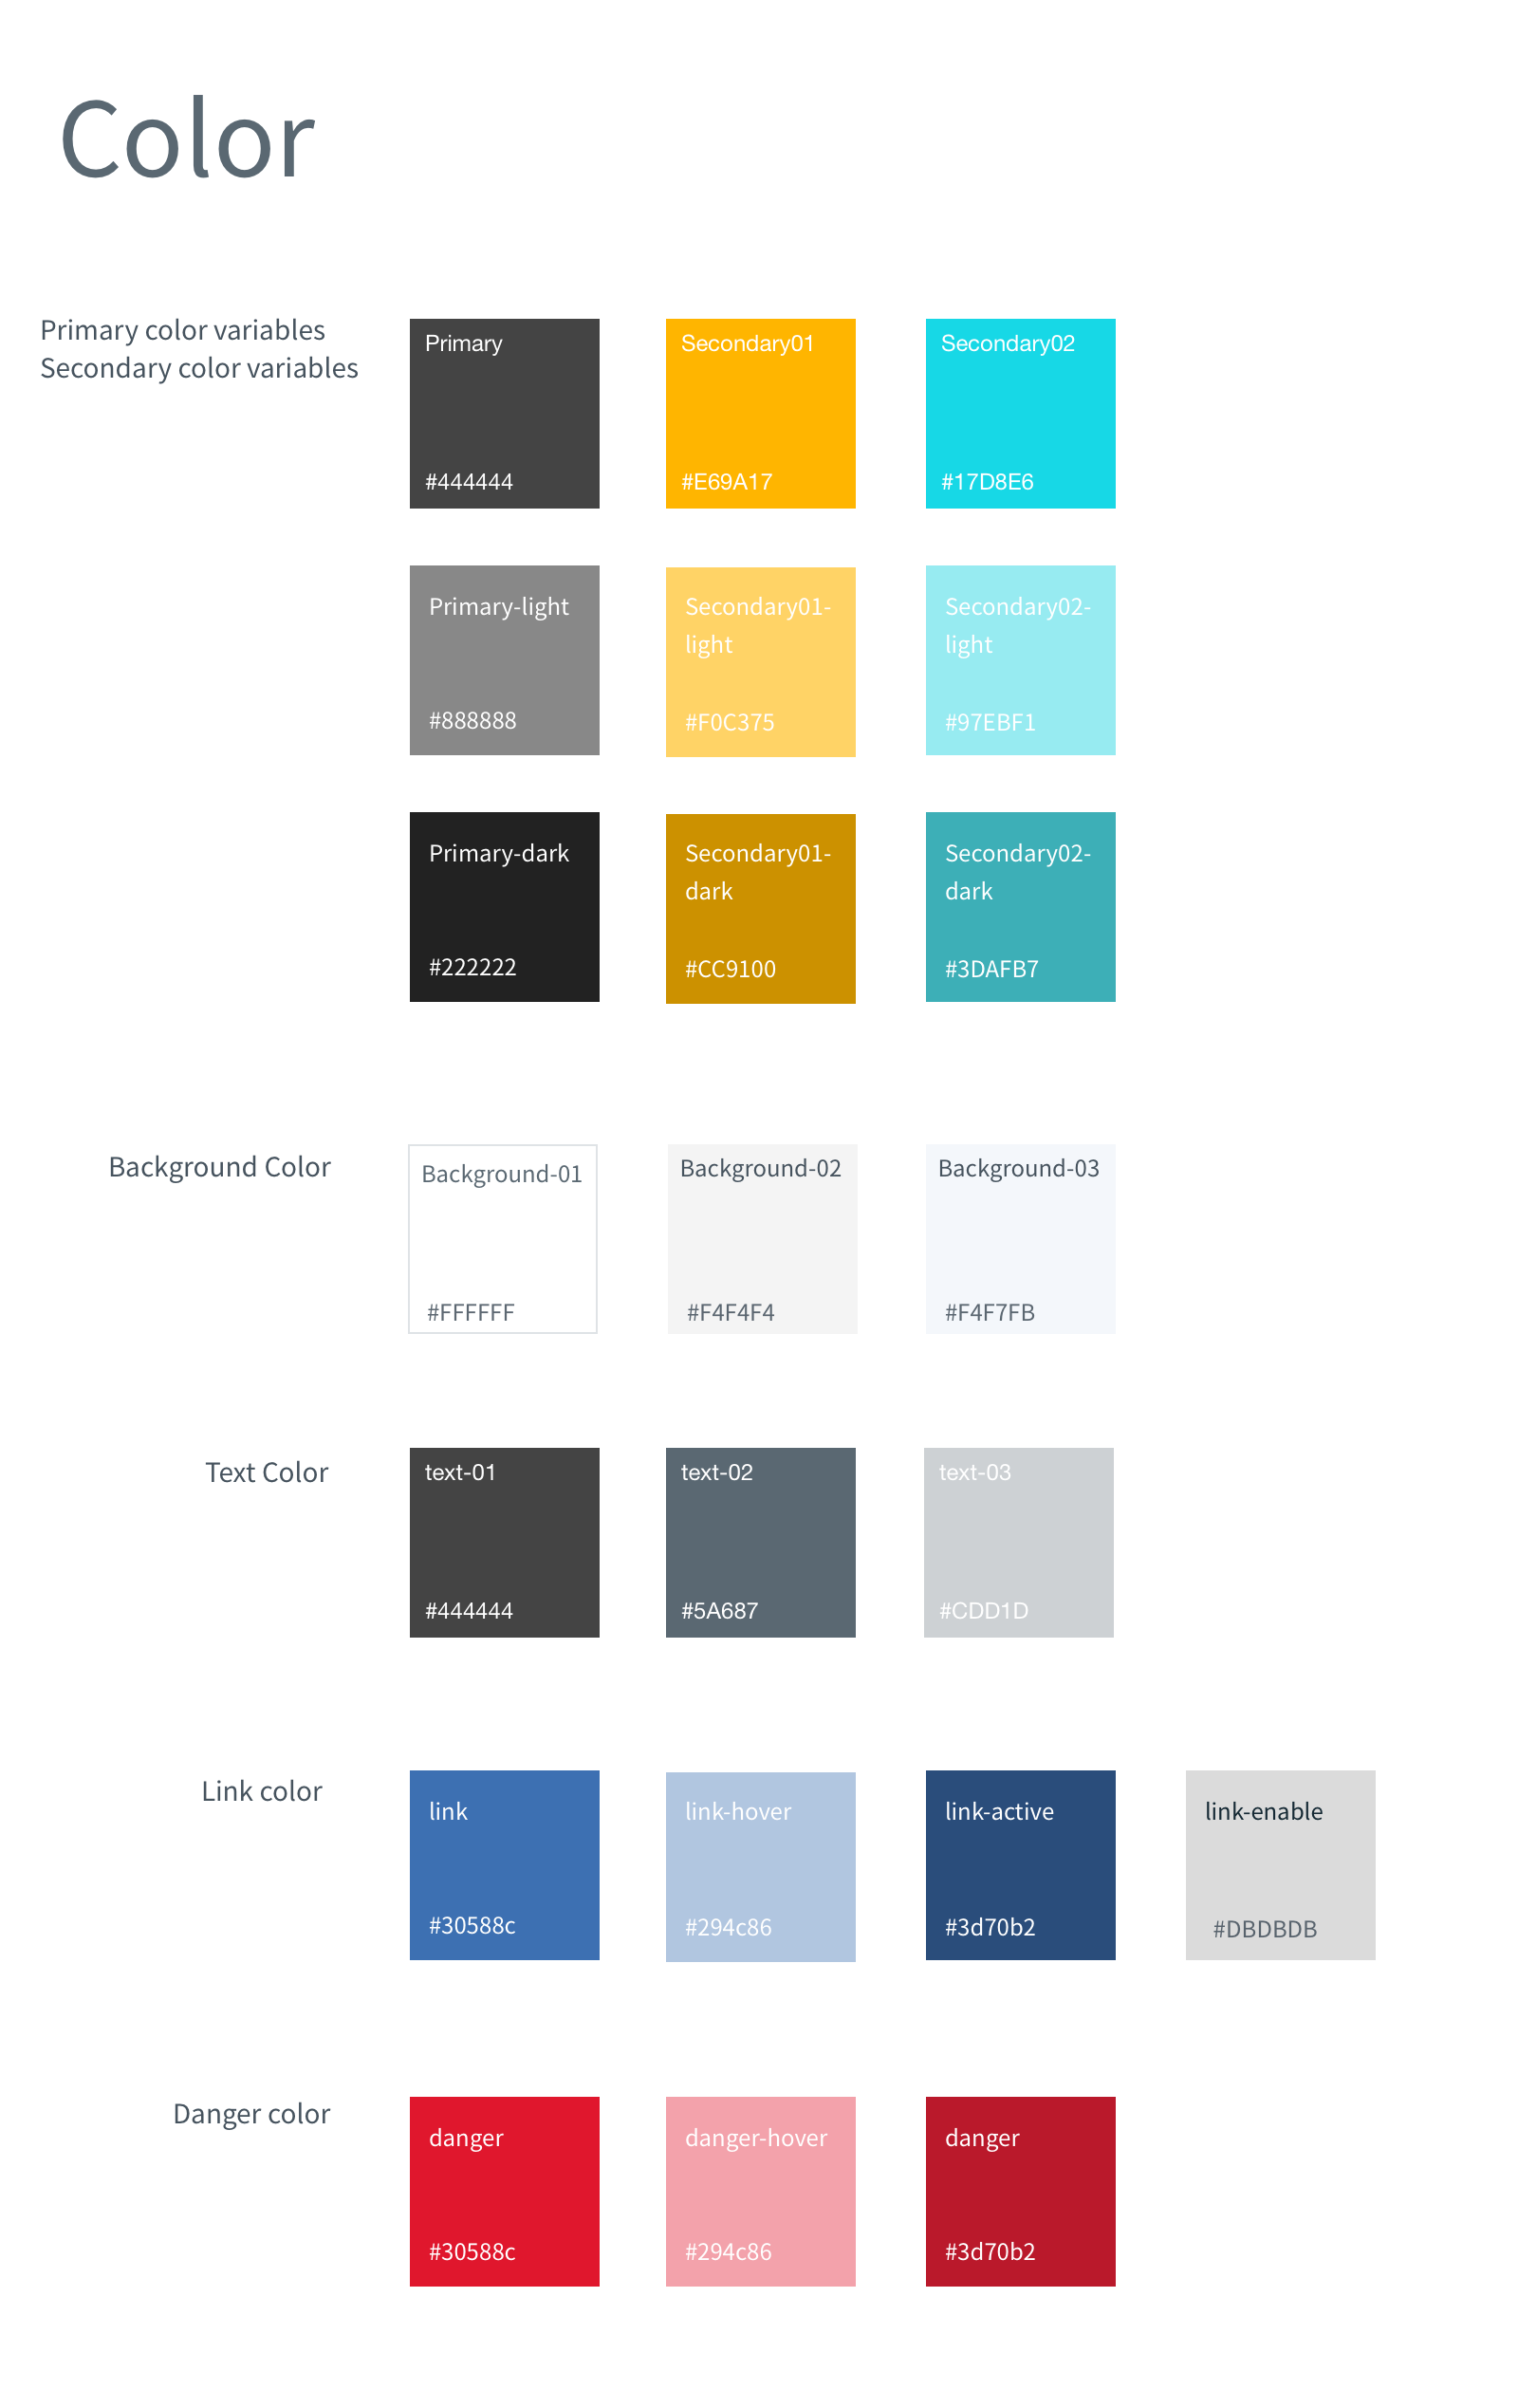 Color
Primary color variables
Secondary color variables
Primary
#444444
Secondary01
#E69A17
Secondary02
#17D8E6
Primary-light
#888888
Secondary01-
light
#F0C375
Secondary02-
light
#97EBF1
Primary-dark
#222222
Secondary01-
dark
#CC9100
Secondary02-
dark
#3DAFB7
Background Color
Background-01
#FFFFFF
Background-02
#F4F4F4
Background-03
#F4F7FB
Text Color
text-01
#444444
text-02
#5A687
text-03
#CDD1D
Link color
link
#30588c
link-hover
#294c86
link-active
#3d70b2
link-enable
#DBDBDB
Danger color
danger
#30588c
danger-hover
#294c86
danger
#3d70b2